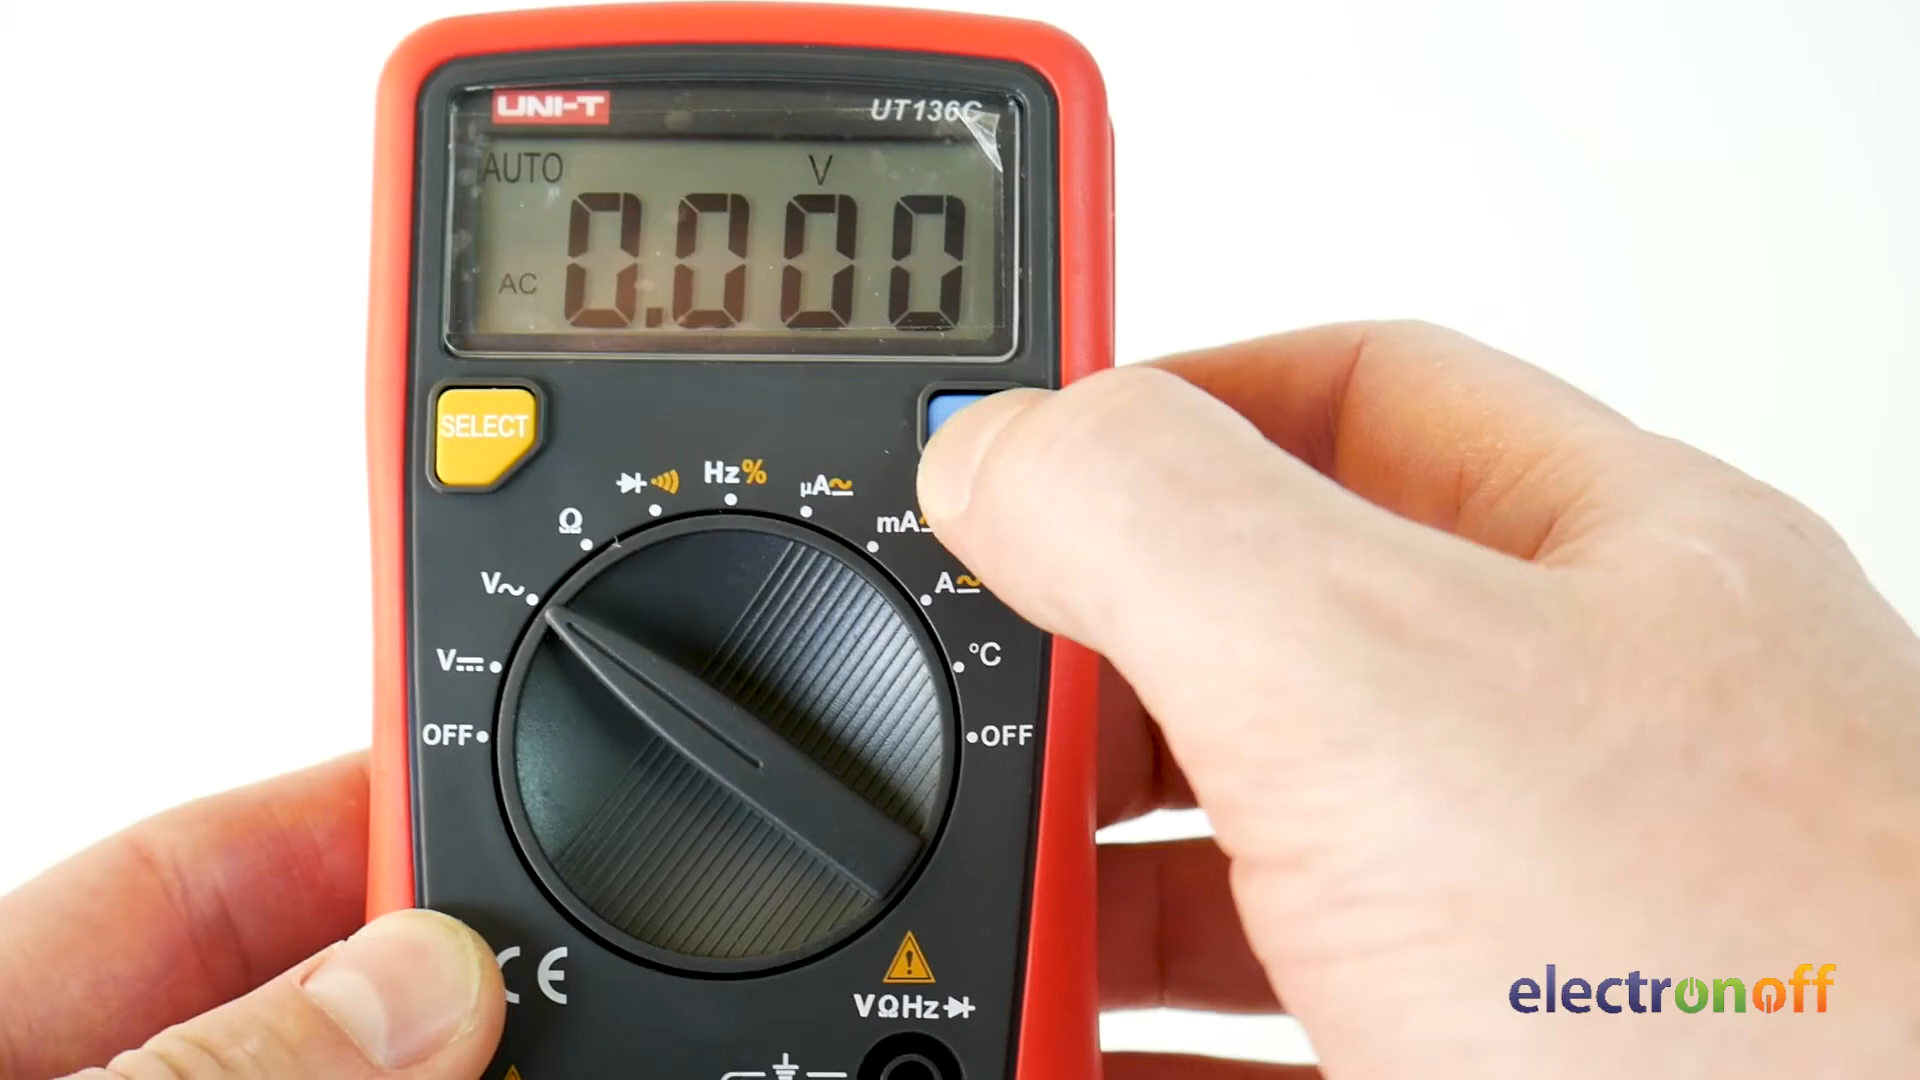 UNI-T
UT136C
AUTO
V
AC
0.000
SELECT
Hz%
µA
mA
Ω
V~
A
V
°C
OFF
OFF
CE
VΩHz
electronoff